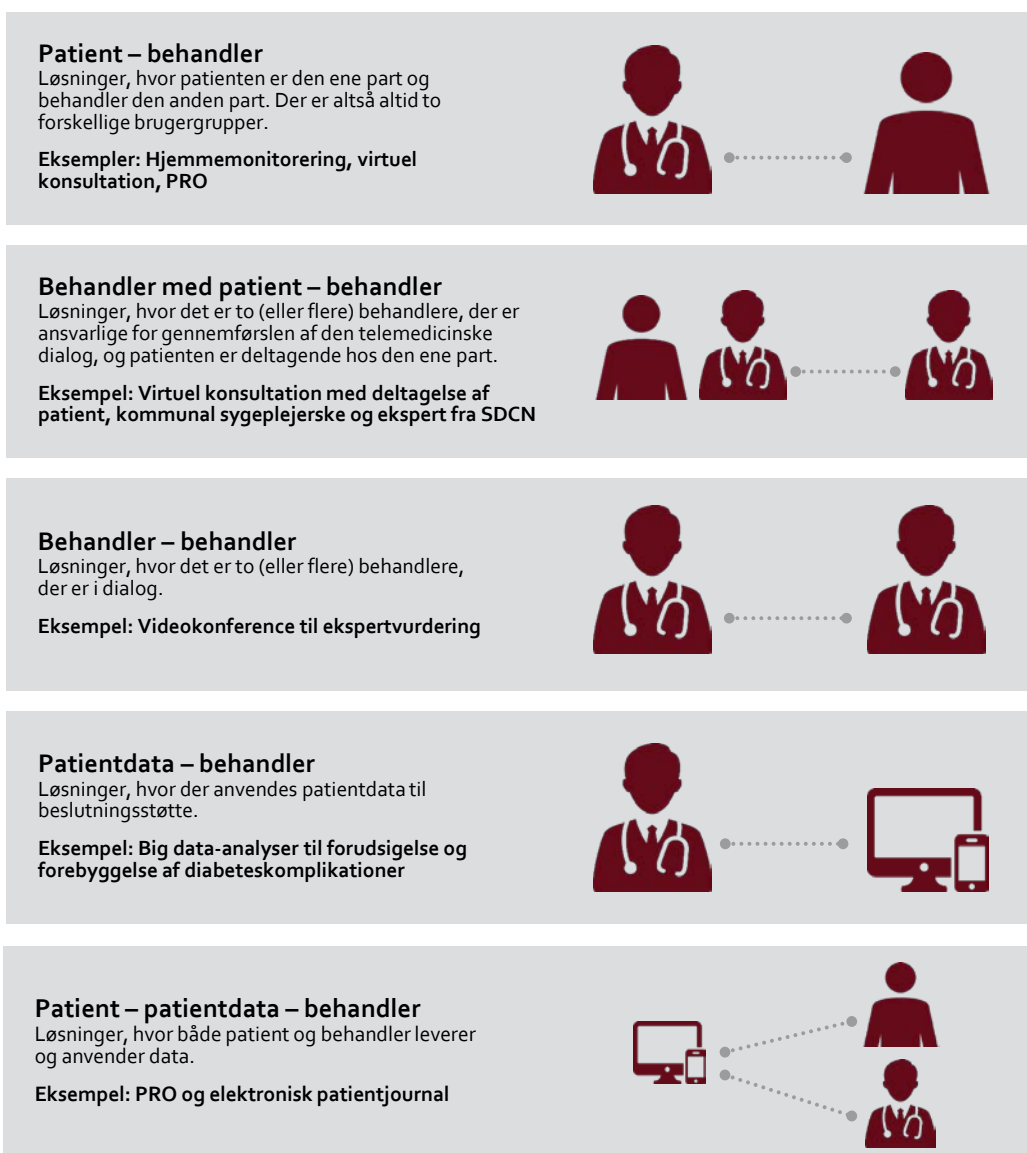 Patient – behandler
Løsninger, hvor patienten er den ene part og
behandler den anden part. Der er altså altid to
forskellige brugergrupper.
Eksempler: Hjemmemonitorering, virtuel
konsultation, PRO
Behandler med patient – behandler
Løsninger, hvor det er to (eller flere) behandlere, der er
ansvarlige for gennemførslen af den telemedicinske
dialog, og patienten er deltagende hos den ene part.
Eksempel: Virtuel konsultation med deltagelse af
patient, kommunal sygeplejerske og ekspert fra SDCN
Behandler – behandler
Løsninger, hvor det er to (eller flere) behandlere,
der er i dialog.
Eksempel: Videokonference til ekspertvurdering
Patientdata – behandler
Løsninger, hvor der anvendes patientdata til
beslutningsstøtte.
Eksempel: Big data-analyser til forudsigelse og
forebyggelse af diabeteskomplikationer
Patient – patientdata – behandler
Løsninger, hvor både patient og behandler leverer
og anvender data.
Eksempel: PRO og elektronisk patientjournal